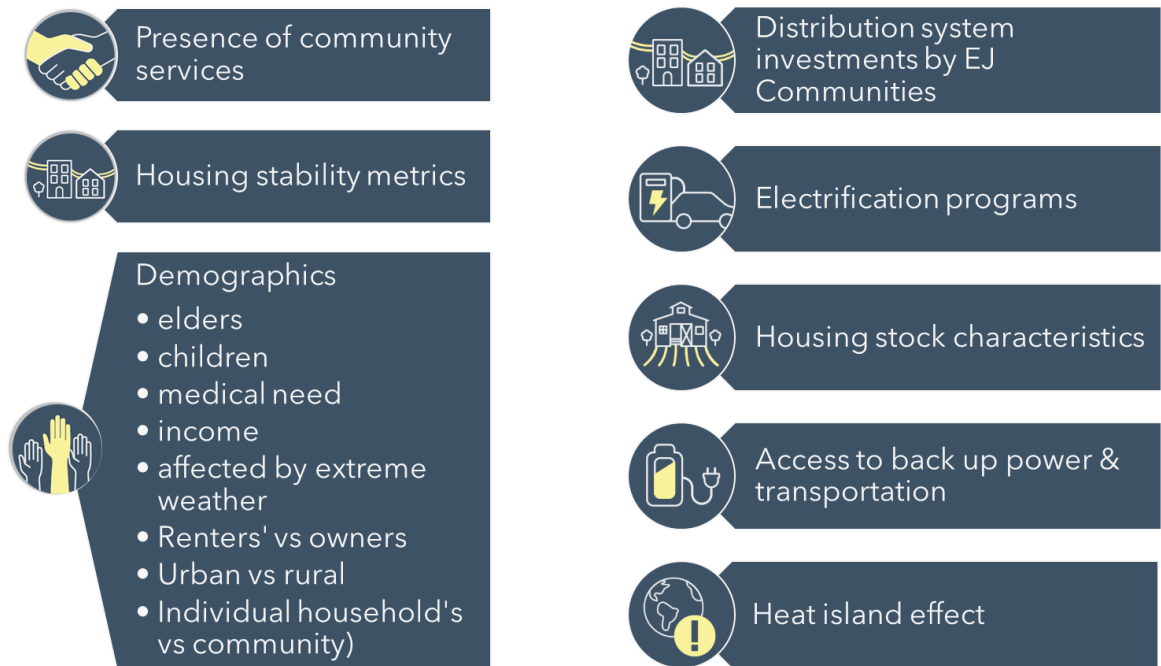 Presence of community
services
Housing stability metrics
Demographics
• elders
• children
• medical need
• income
• affected by extreme
weather
• Renters' vs owners
• Urban vs rural
• Individual household's
vs community)
Distribution system
investments by EJ
Communities
Electrification programs
Housing stock characteristics
Access to back up power &
transportation
Heat island effect